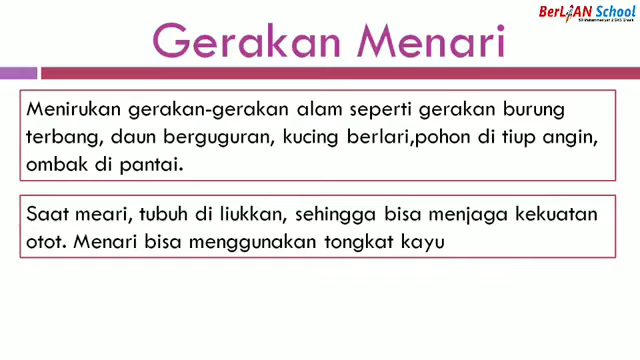 BerLIAN School
Gerakan Menari
Menirukan gerakan-gerakan alam seperti gerakan burung
terbang, daun berguguran, kucing berlari,pohon di tiup angin,
ombak di pantai.
Saat meari, tubuh di liukkan, sehingga bisa menjaga kekuatan
otot. Menari bisa menggunakan tongkat kayu